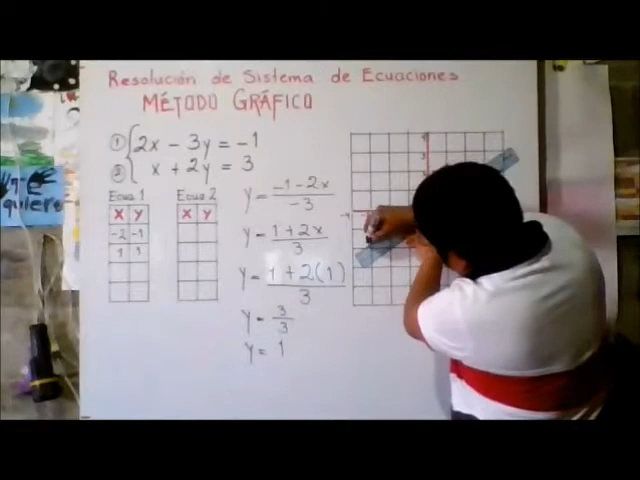 Resolución de Sistema de Ecuaciones
MÉTODO GRÁFICO
① 2x - 3y = -1
② x + 2y = 3
Ecua. 1
x y
-2 -1
1 1
Ecua. 2
x y
y = -1-2x / -3
y = 1+2x / 3
y = 1+2(1) / 3
y = 3/3
y = 1
quiere